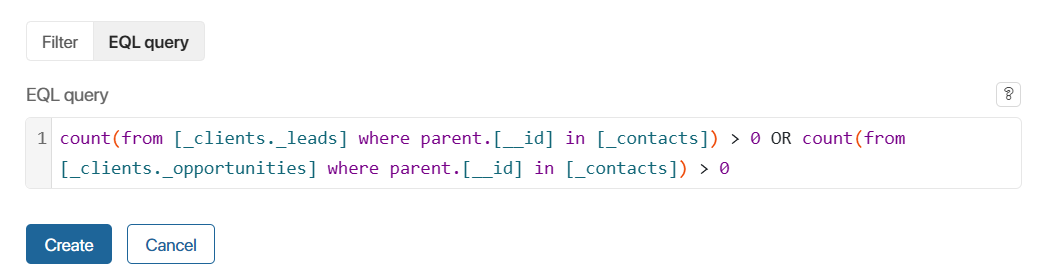 Filter EQL query
EQL query ?
1 count(from [_clients._leads] where parent.[__id] in [_contacts]) > 0 OR count(from
[_clients._opportunities] where parent.[__id] in [_contacts]) > 0
Create Cancel